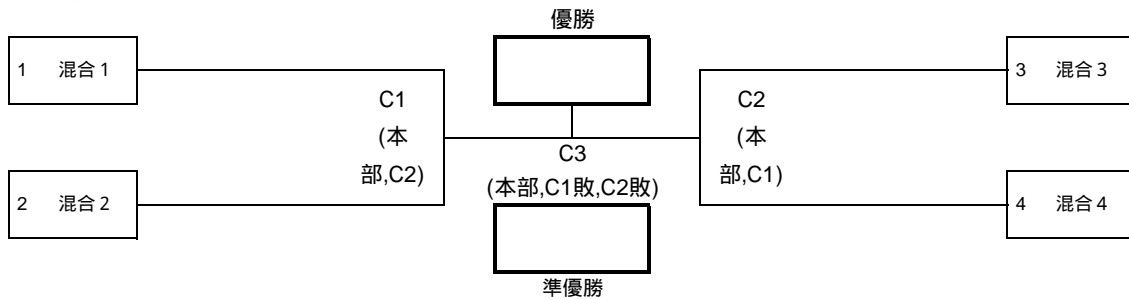 優勝
1 混合1
3 混合3
C1
(本
部,C2)
C2
(本
部,C1)
C3
(本部,C1敗,C2敗)
2 混合2
4 混合4
準優勝